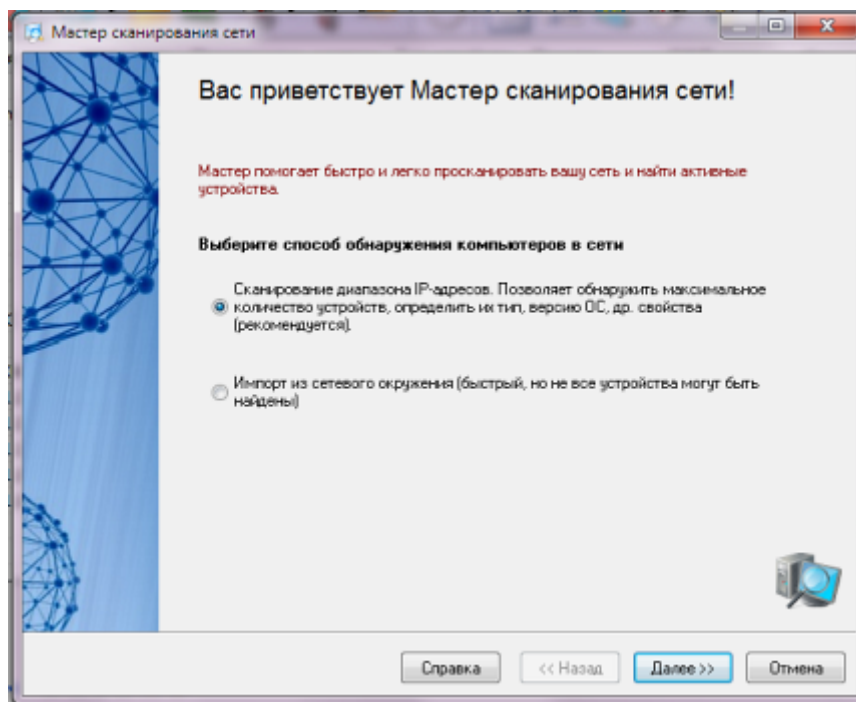 Мастер сканирования сети
Вас приветствует Мастер сканирования сети!
Мастер помогает быстро и легко просканировать вашу сеть и найти активные
устройства.
Выберите способ обнаружения компьютеров в сети
Сканирование диапазона IP-адресов. Позволяет обнаружить максимальное
количество устройств, определить их тип, версию ОС, др. свойства
(рекомендуется).
Импорт из сетевого окружения (быстрый, но не все устройства могут быть
найдены)
Справка
<< Назад
Далее >>
Отмена